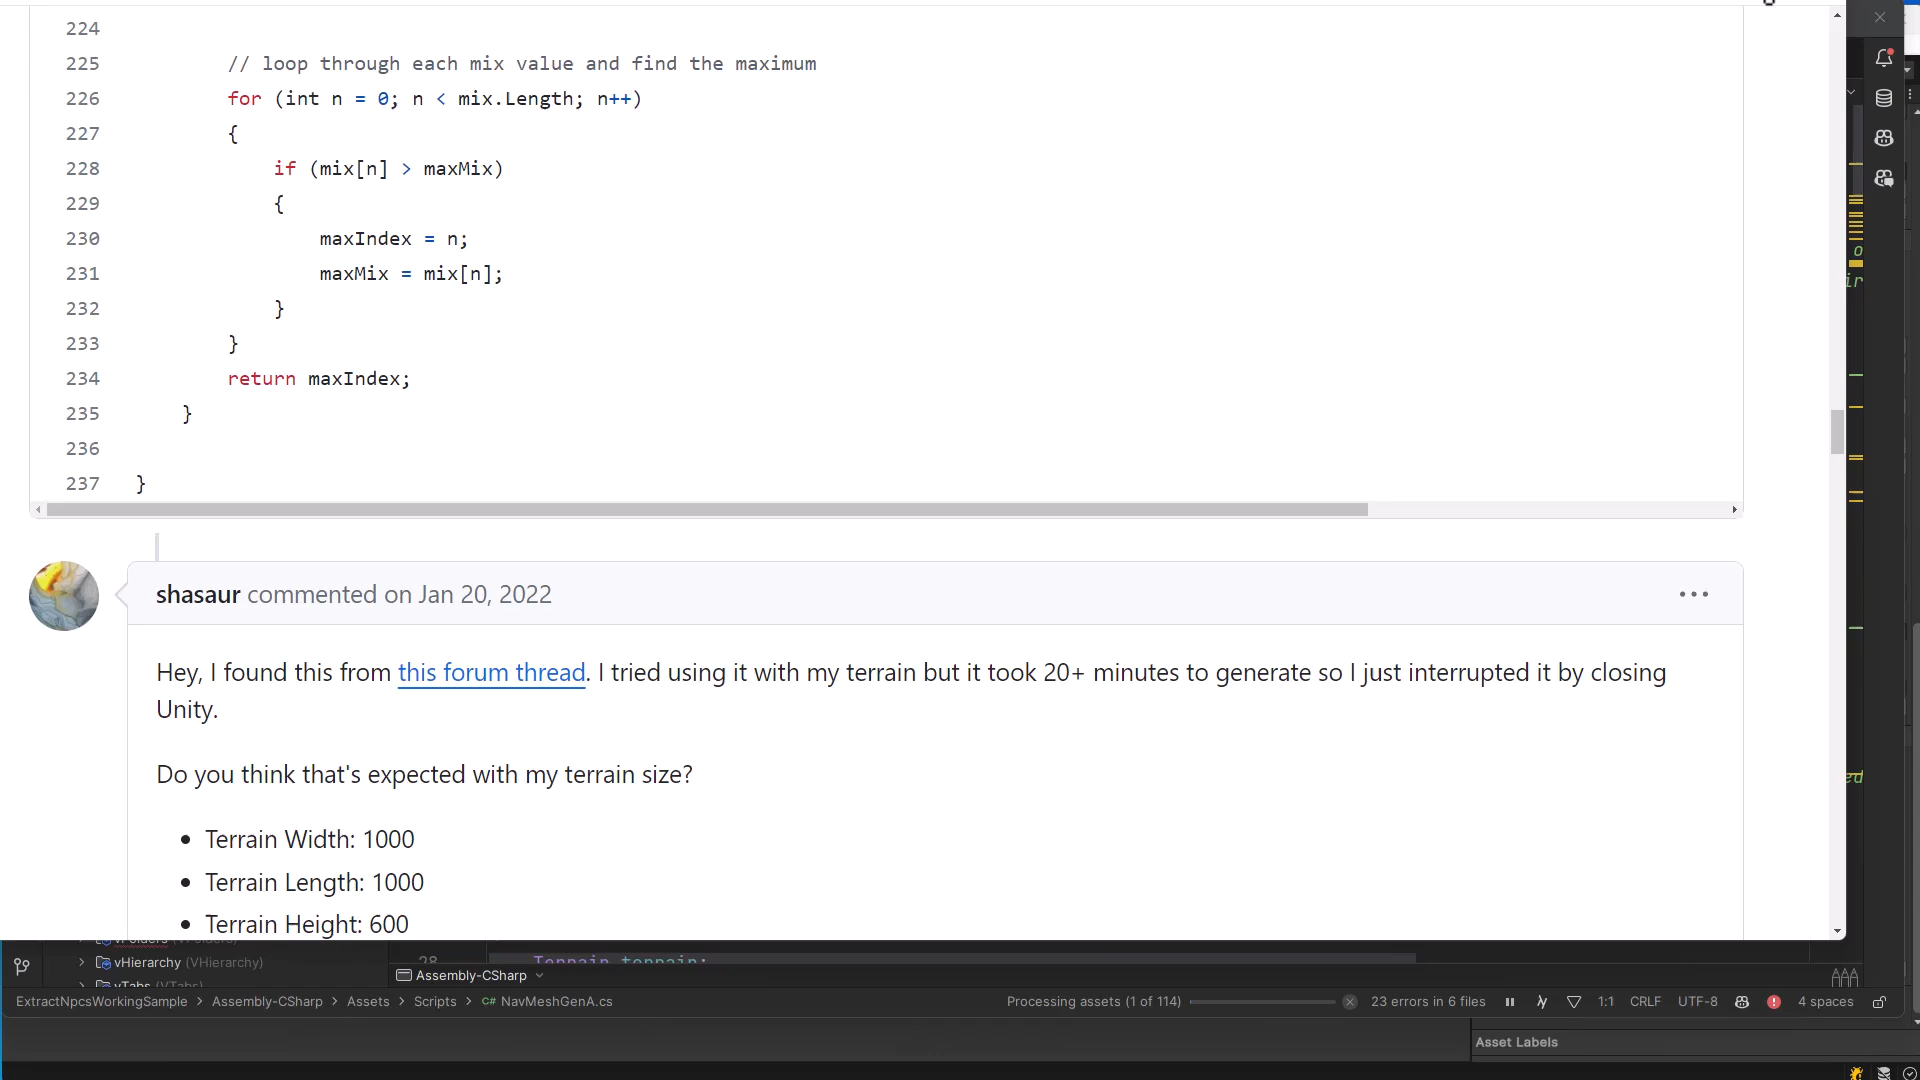 224
225 // loop through each mix value and find the maximum
226 for (int n = 0; n < mix.Length; n++)
227 {
228 if (mix[n] > maxMix)
229 {
230 maxIndex = n;
231 maxMix = mix[n];
232 }
233 }
234 return maxIndex;
235 }
236
237 }
shasaur commented on Jan 20, 2022
Hey, I found this from this forum thread. I tried using it with my terrain but it took 20+ minutes to generate so I just interrupted it by closing
Unity.
Do you think that's expected with my terrain size?
• Terrain Width: 1000
• Terrain Length: 1000
• Terrain Height: 600
vHierarchy (VHierarchy)
28 Terrain terrain;
Assembly-CSharp
vTabs (VTabs)
ExtractNpcsWorkingSample > Assembly-CSharp > Assets > Scripts > C# NavMeshGenA.cs
Processing assets (1 of 114) 23 errors in 6 files 1:1 CRLF UTF-8 4 spaces
Asset Labels